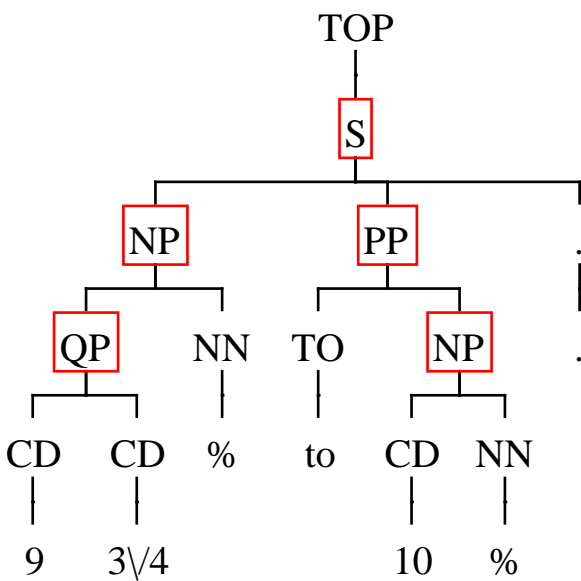 TOP
S
NP PP .
QP NN TO NP .
CD CD % to CD NN
9 3\/4 10 %